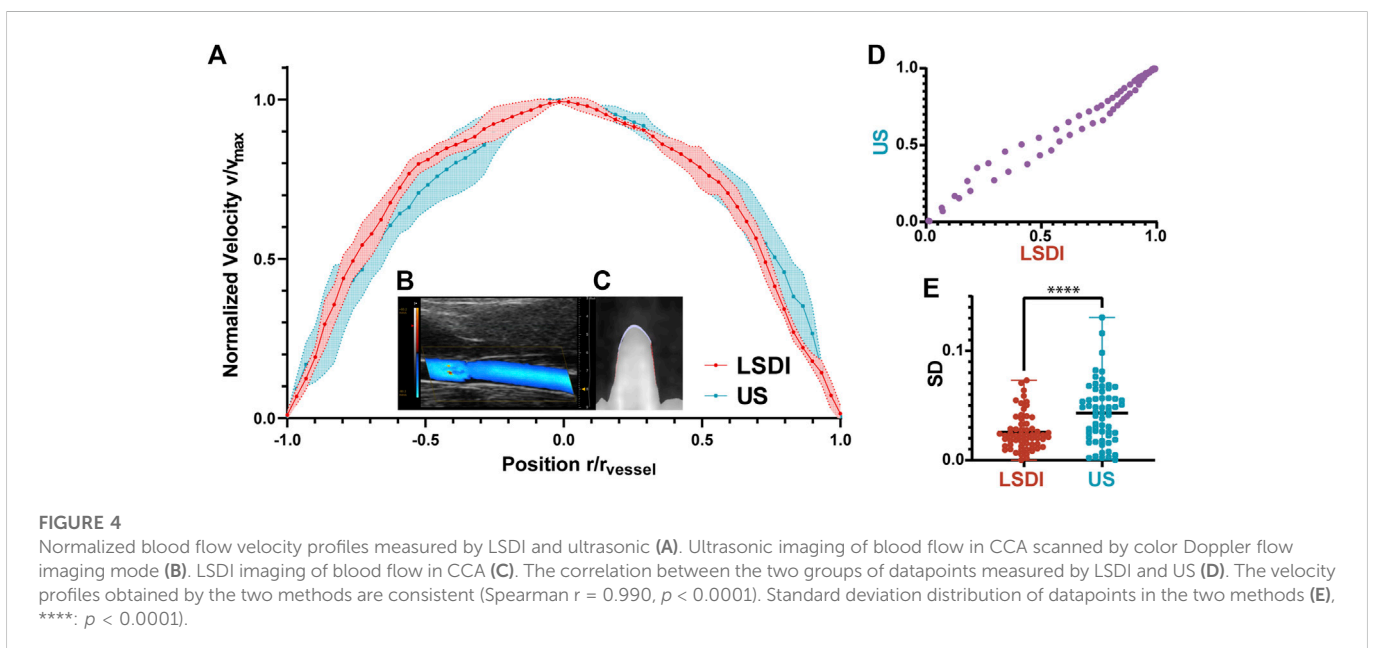 A
Normalized Velocity v/vmax
1.0
0.5
0.0
-1.0
-0.5
0.0
0.5
1.0
Position r/rvessel
B
C
LSDI
US
D
US
1.0
0.5
0.0
0.0
0.5
1.0
LSDI
E
****
SD
0.1
0.0
LSDI
US
FIGURE 4
Normalized blood flow velocity profiles measured by LSDI and ultrasonic (A). Ultrasonic imaging of blood flow in CCA scanned by color Doppler flow
imaging mode (B). LSDI imaging of blood flow in CCA (C). The correlation between the two groups of datapoints measured by LSDI and US (D). The velocity
profiles obtained by the two methods are consistent (Spearman r = 0.990, p < 0.0001). Standard deviation distribution of datapoints in the two methods (E),
****: p < 0.0001).